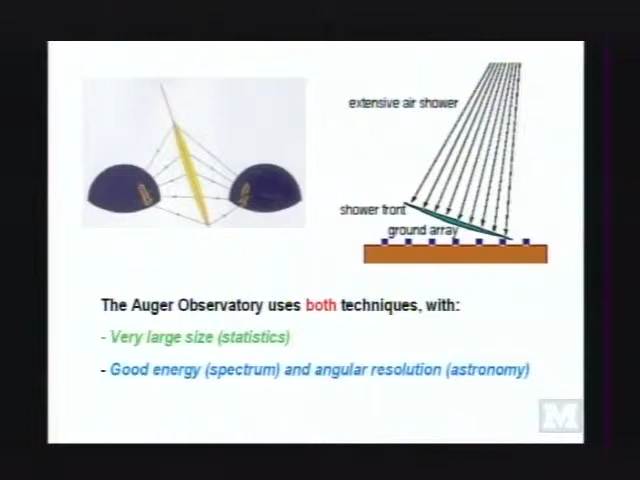 extensive air shower
shower front
ground array
The Auger Observatory uses both techniques, with:
- Very large size (statistics)
- Good energy (spectrum) and angular resolution (astronomy)
M